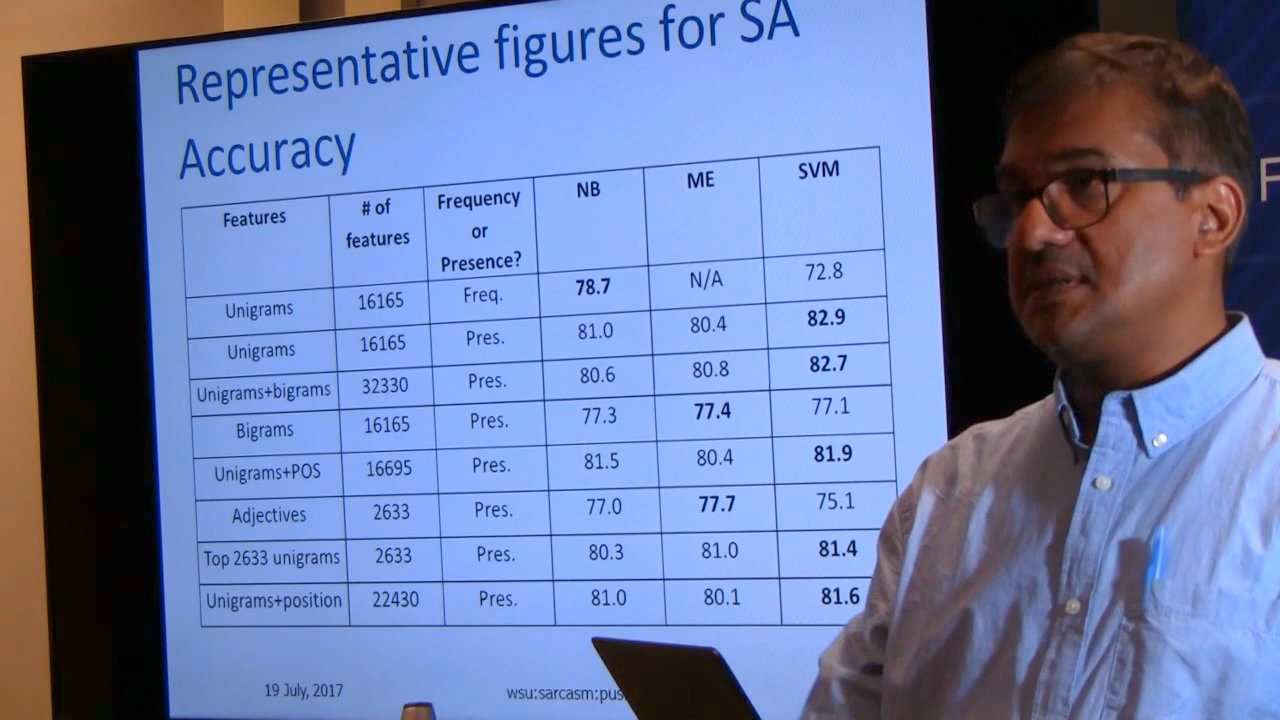 Representative figures for SA
Accuracy
Features # of features Frequency or Presence? NB ME SVM
Unigrams 16165 Freq. 78.7 N/A 72.8
Unigrams 16165 Pres. 81.0 80.4 82.9
Unigrams+bigrams 32330 Pres. 80.6 80.8 82.7
Bigrams 16165 Pres. 77.3 77.4 77.1
Unigrams+POS 16695 Pres. 81.5 80.4 81.9
Adjectives 2633 Pres. 77.0 77.7 75.1
Top 2633 unigrams 2633 Pres. 80.3 81.0 81.4
Unigrams+position 22430 Pres. 81.0 80.1 81.6
19 July, 2017 wsu:sarcasm:pus
F